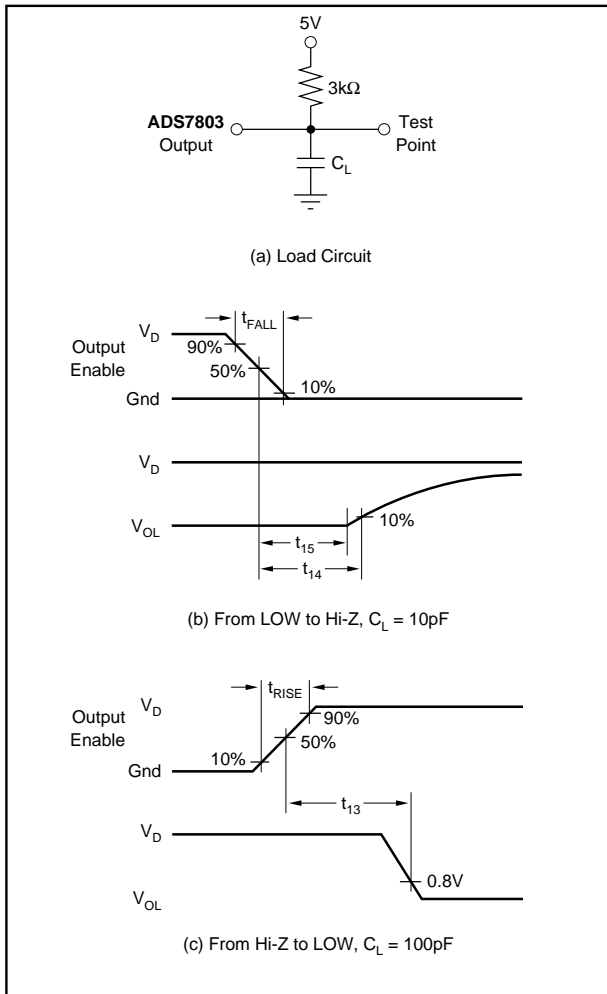 5V
3kΩ
ADS7803
Output
Test
Point
C_L
(a) Load Circuit
t_FALL
V_D
Output
Enable
90%
50%
10%
Gnd
V_D
V_OL
10%
t_15
t_14
(b) From LOW to Hi-Z, C_L = 10pF
t_RISE
V_D
Output
Enable
90%
50%
10%
Gnd
t_13
V_D
0.8V
V_OL
(c) From Hi-Z to LOW, C_L = 100pF